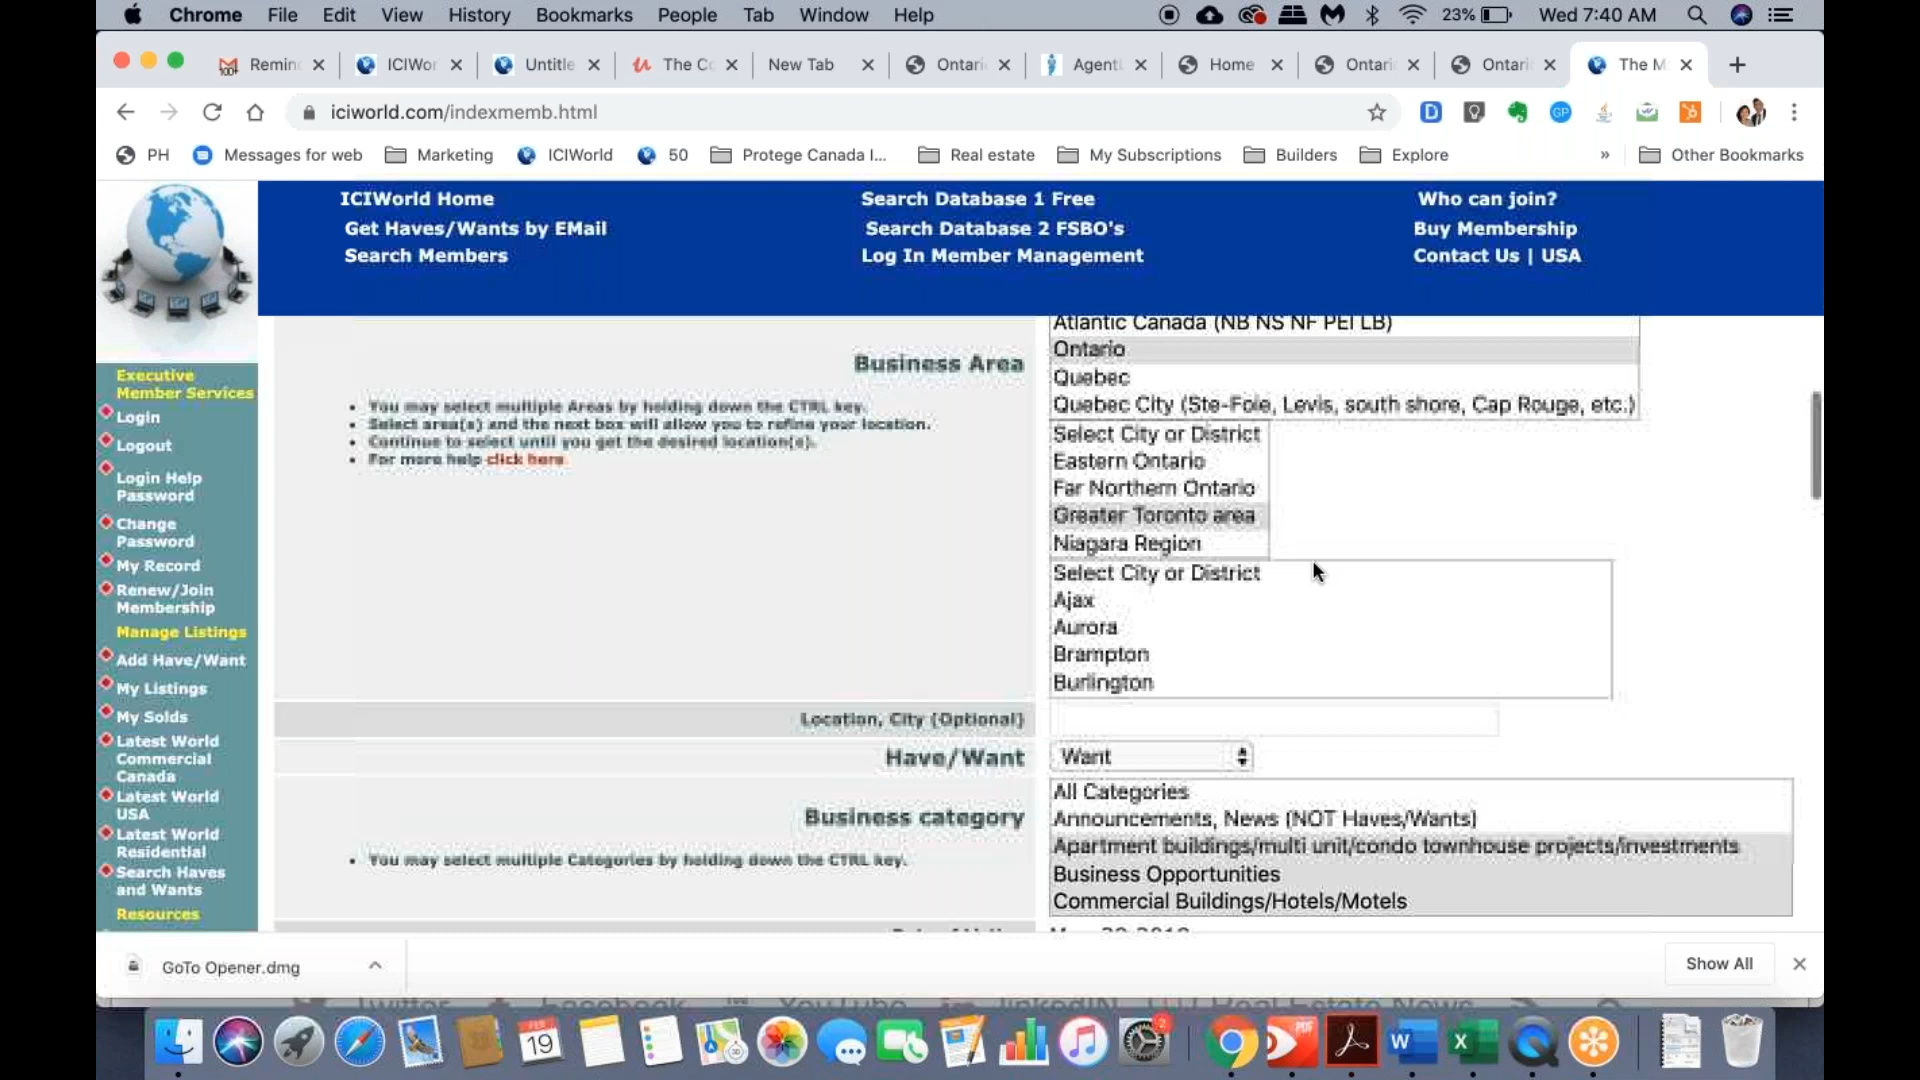 Chrome File Edit View History Bookmarks People Tab Window Help 23% Wed 7:40 AM
Remin ICIWor Untitle The Co New Tab Ontari AgentL Home Ontari Ontari The M
iciworld.com/indexmemb.html
PH Messages for web Marketing ICIWorld 50 Protege Canada I... Real estate My Subscriptions Builders Explore » Other Bookmarks
ICIWorld Home Search Database 1 Free Who can join?
Get Haves/Wants by EMail Search Database 2 FSBO's Buy Membership
Search Members Log In Member Management Contact Us | USA
Executive
Member Services
Login
Logout
Login Help
Password
Change
Password
My Record
Renew/Join
Membership
Manage Listings
Add Have/Want
My Listings
My Solds
Latest World
Commercial
Canada
Latest World
USA
Latest World
Residential
Search Haves
and Wants
Resources
Atlantic Canada (NB NS NF PEI LB)
Business Area
Ontario
Quebec
Quebec City (Ste-Foie, Levis, south shore, Cap Rouge, etc.)
• You may select multiple Areas by holding down the CTRL key.
• Select area(s) and the next box will allow you to refine your location.
• Continue to select until you get the desired location(s).
• For more help click here
Select City or District
Eastern Ontario
Far Northern Ontario
Greater Toronto area
Niagara Region
Select City or District
Ajax
Aurora
Brampton
Burlington
Location, City (Optional)
Have/Want Want
Business category
• You may select multiple Categories by holding down the CTRL key.
All Categories
Announcements, News (NOT Haves/Wants)
Apartment buildings/multi unit/condo townhouse projects/investments
Business Opportunities
Commercial Buildings/Hotels/Motels
GoTo Opener.dmg Show All
Twitter Facebook YouTube linkedIN Real Estate News
FEB
19